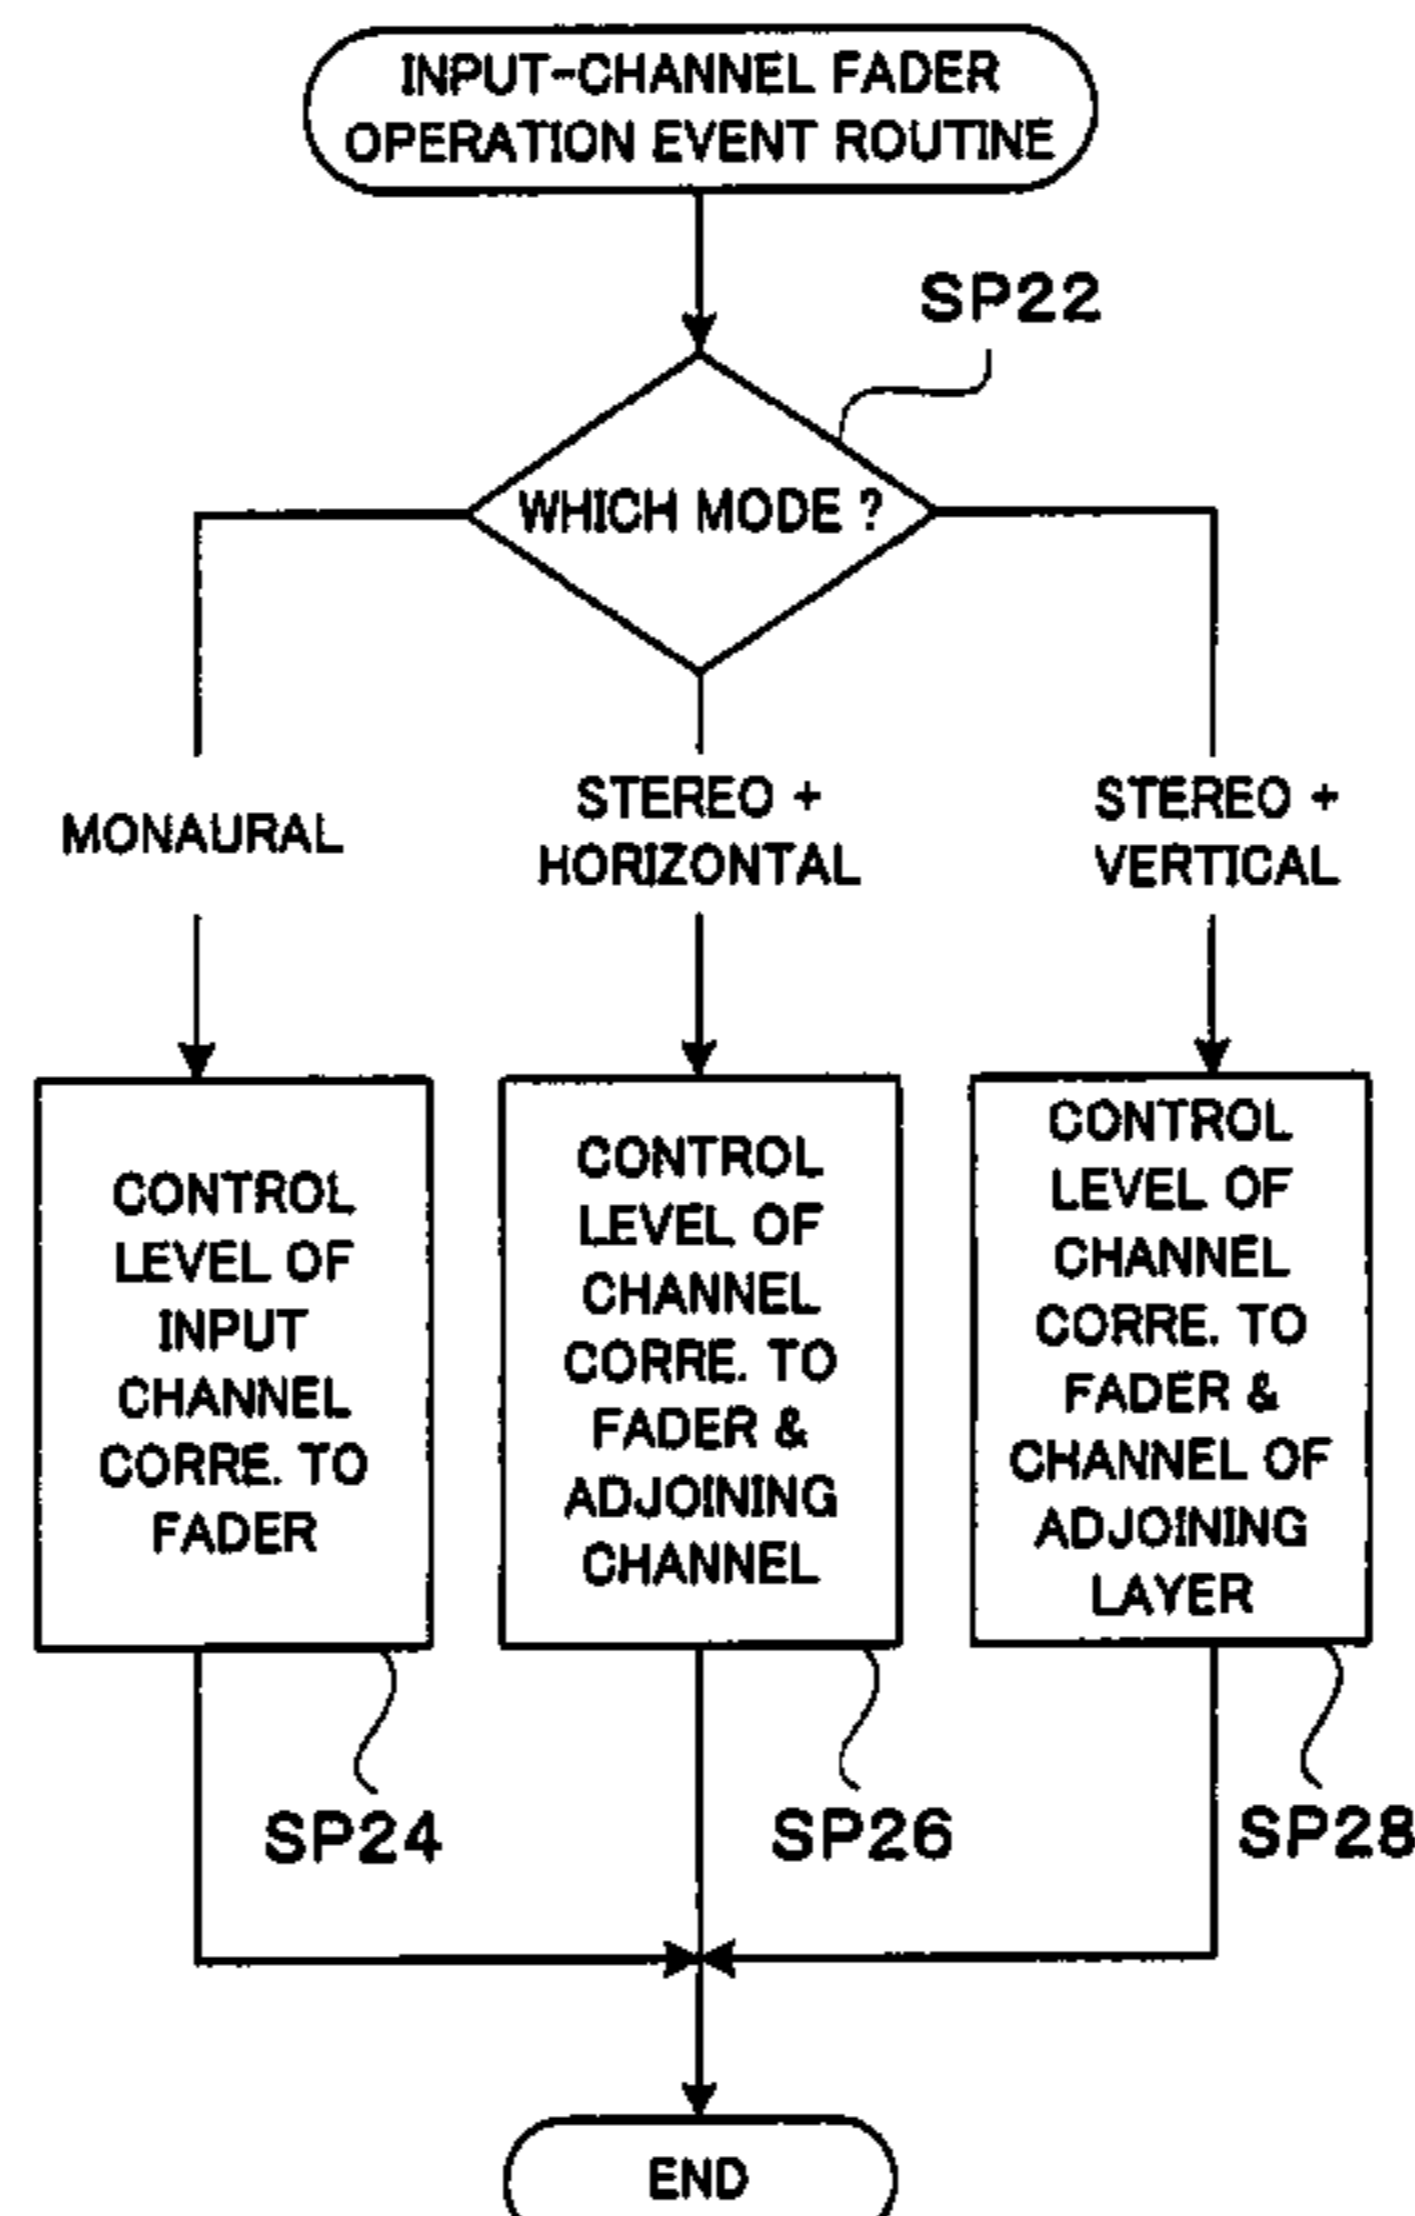 INPUT-CHANNEL FADER
OPERATION EVENT ROUTINE
SP22
WHICH MODE ?
MONAURAL
STEREO +
HORIZONTAL
STEREO +
VERTICAL
CONTROL
LEVEL OF
INPUT
CHANNEL
CORRE. TO
FADER
CONTROL
LEVEL OF
CHANNEL
CORRE. TO
FADER &
ADJOINING
CHANNEL
CONTROL
LEVEL OF
CHANNEL
CORRE. TO
FADER &
CHANNEL OF
ADJOINING
LAYER
SP24
SP26
SP28
END